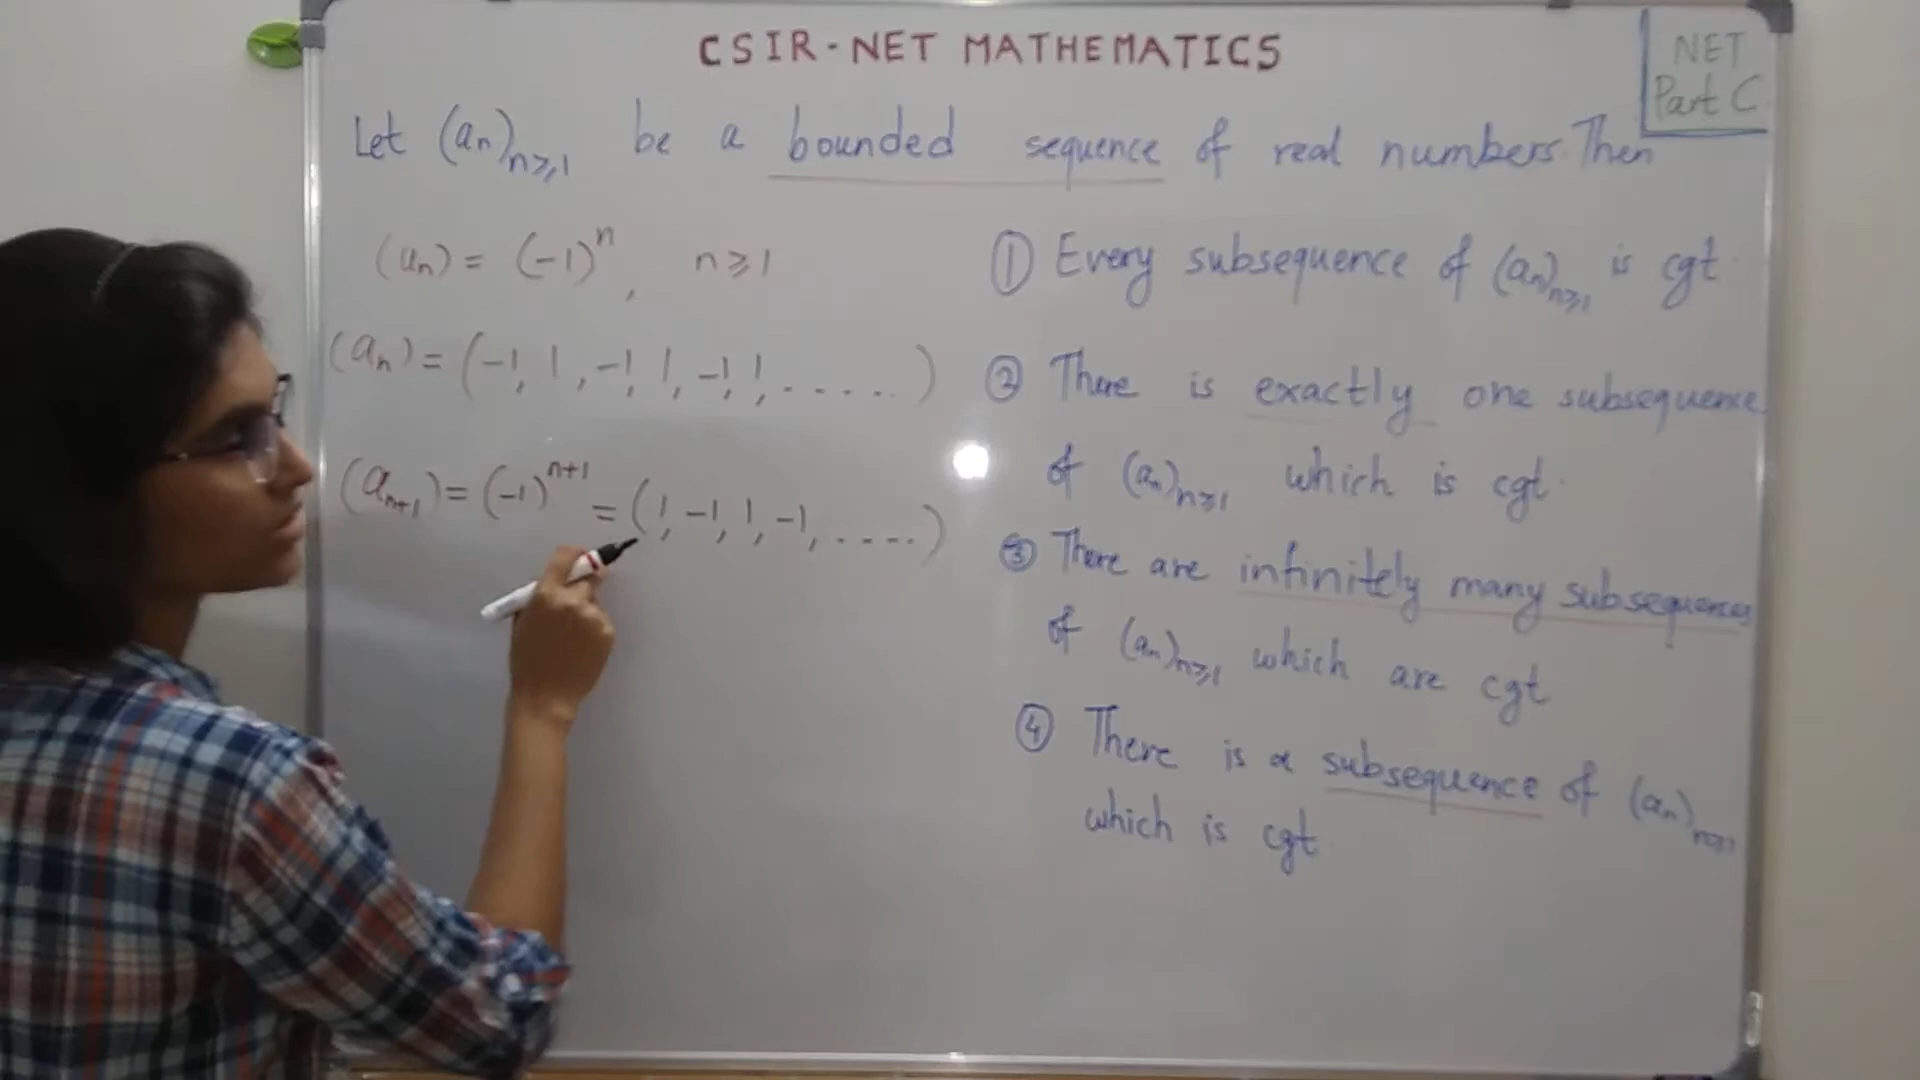 CSIR-NET MATHEMATICS
NET
Part C
Let (aₙ)ₙ≥₁ be a bounded sequence of real numbers. Then
(aₙ) = (-1)ⁿ, n ≥ 1
(aₙ) = (-1, 1, -1, 1, -1, 1, ......)
(aₙ₊₁) = (-1)ⁿ⁺¹ = (1, -1, 1, -1, .....)
① Every subsequence of (aₙ)ₙ≥₁ is cgt.
② There is exactly one subsequence
of (aₙ)ₙ≥₁ which is cgt.
③ There are infinitely many subsequences
of (aₙ)ₙ≥₁ which are cgt
④ There is a subsequence of (aₙ)ₙ≥₁
which is cgt.